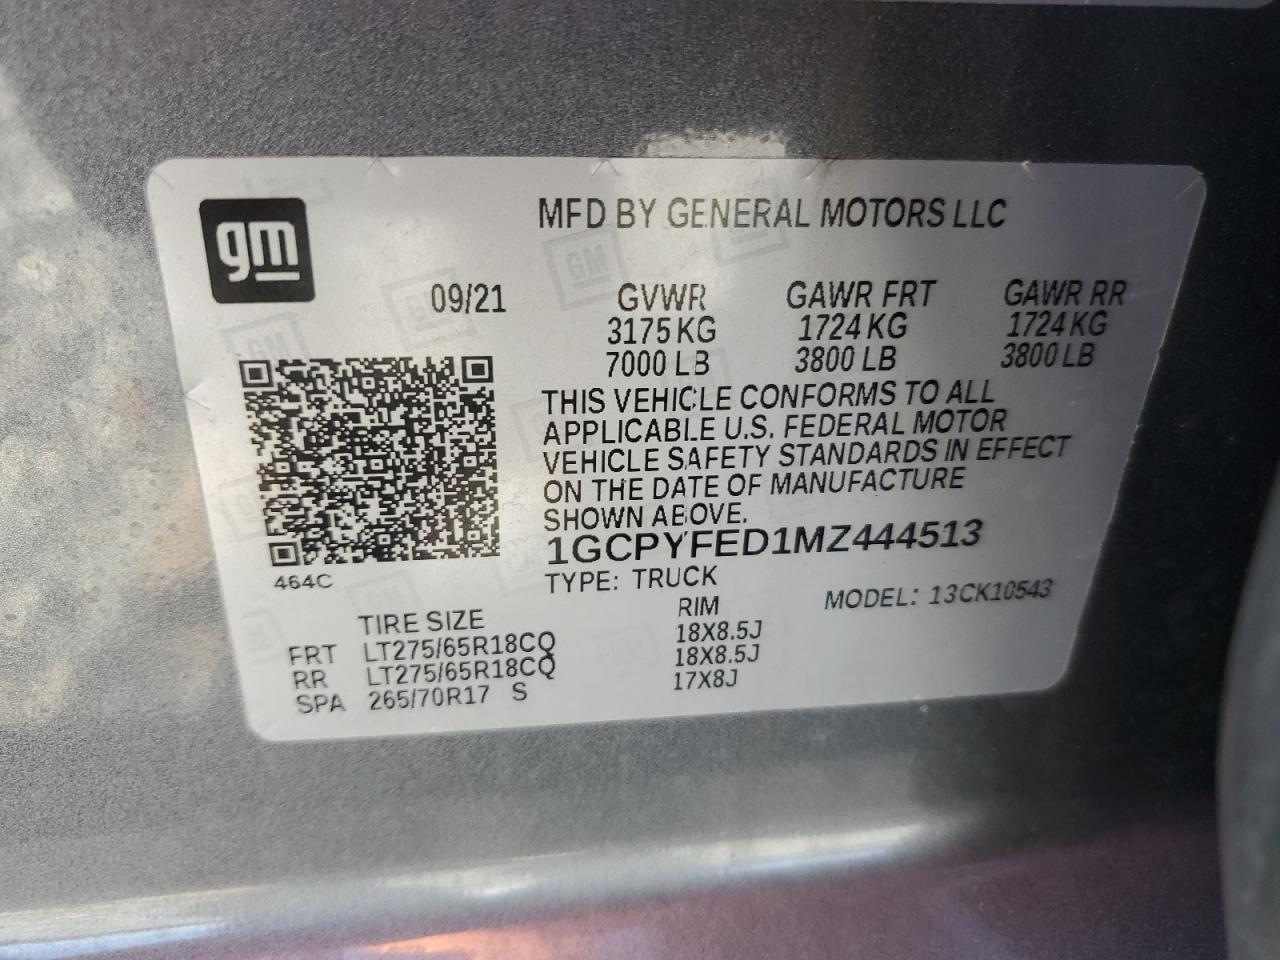 gm
MFD BY GENERAL MOTORS LLC
09/21
GVWR GAWR FRT GAWR RR
3175 KG 1724 KG 1724 KG
7000 LB 3800 LB 3800 LB
THIS VEHICLE CONFORMS TO ALL
APPLICABLE U.S. FEDERAL MOTOR
VEHICLE SAFETY STANDARDS IN EFFECT
ON THE DATE OF MANUFACTURE
SHOWN ABOVE.
1GCPYFED1MZ444513
464C
TYPE: TRUCK MODEL: 13CK10543
TIRE SIZE RIM
FRT LT275/65R18CQ 18X8.5J
RR LT275/65R18CQ 18X8.5J
SPA 265/70R17 S 17X8J